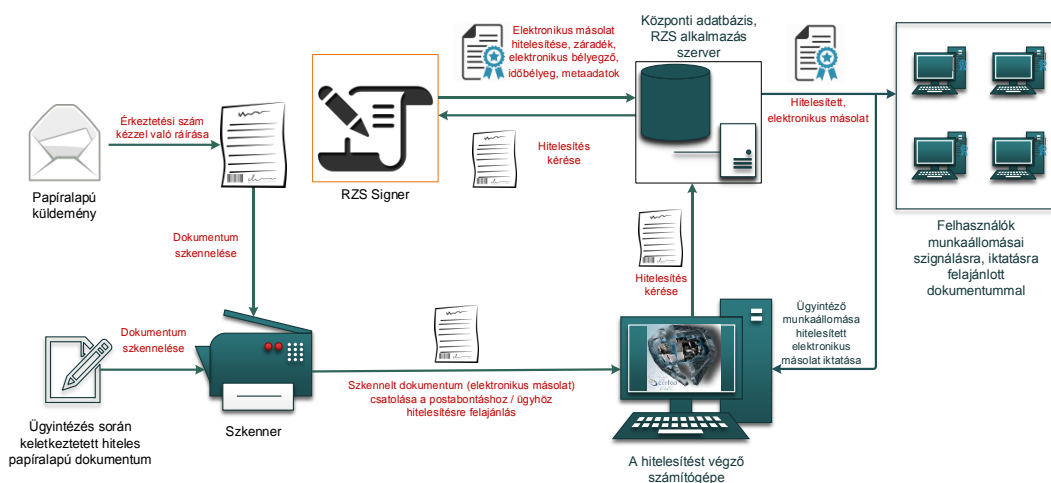 Érkeztetési szám
kézzel való ráírása
Papíralapú
küldemény
RZS Signer
Elektronikus másolat
hitelesítése, záradék,
elektronikus bélyegző,
időbélyeg, metaadatok
Hitelesítés
kérése
Központi adatbázis,
RZS alkalmazás
szerver
Hitelesített,
elektronikus másolat
Felhasználók
munkaállomásai
szignálásra, iktatásra
felajánlott
dokumentummal
Dokumentum
szkennelése
Hitelesítés
kérése
Ügyintéző
munkaállomása
hitelesített
elektronikus
másolat iktatása
Dokumentum
szkennelése
Ügyintézés során
keletkeztetett hiteles
papíralapú dokumentum
Szkenner
Szkennelt dokumentum (elektronikus másolat)
csatolása a postabontáshoz / ügyhöz
hitelesítésre felajánlás
A hitelesítést végző
számítógépe